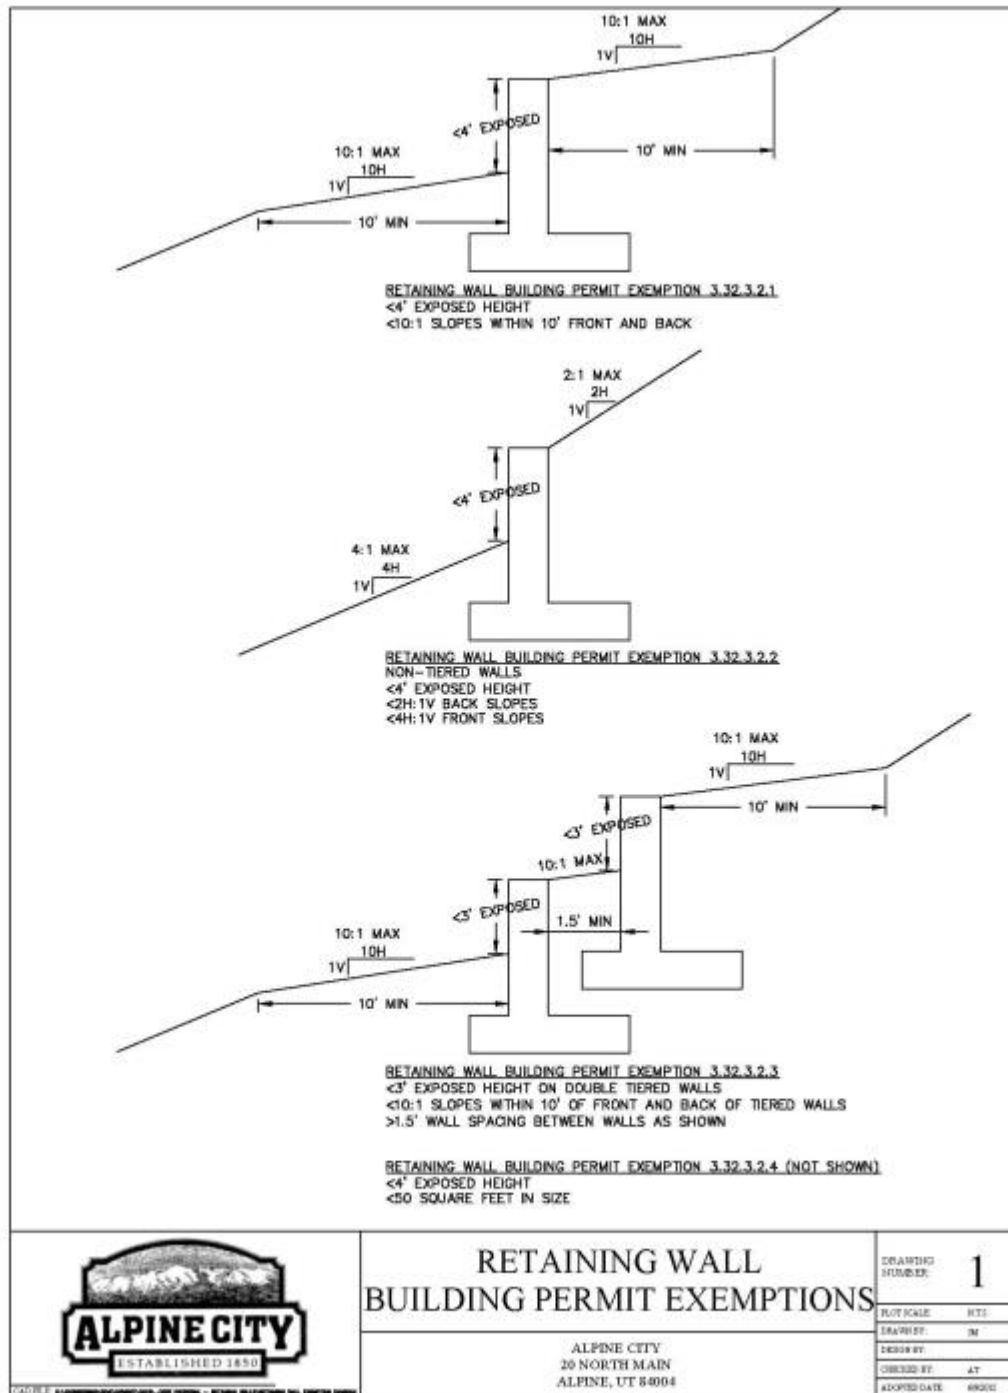 10:1 MAX
10H
1V
<4' EXPOSED
10' MIN
10:1 MAX
10H
1V
10' MIN
RETAINING WALL BUILDING PERMIT EXEMPTION 3.32.3.2.1
<4' EXPOSED HEIGHT
<10:1 SLOPES WITHIN 10' FRONT AND BACK
2:1 MAX
2H
1V
<4' EXPOSED
4:1 MAX
4H
1V
RETAINING WALL BUILDING PERMIT EXEMPTION 3.32.3.2.2
NON-TIERED WALLS
<4' EXPOSED HEIGHT
<2H:1V BACK SLOPES
<4H:1V FRONT SLOPES
10:1 MAX
10H
1V
10' MIN
<3' EXPOSED
10:1 MAX
<3' EXPOSED
1.5' MIN
10:1 MAX
10H
1V
10' MIN
RETAINING WALL BUILDING PERMIT EXEMPTION 3.32.3.2.3
<3' EXPOSED HEIGHT ON DOUBLE TIERED WALLS
<10:1 SLOPES WITHIN 10' OF FRONT AND BACK OF TIERED WALLS
>1.5' WALL SPACING BETWEEN WALLS AS SHOWN
RETAINING WALL BUILDING PERMIT EXEMPTION 3.32.3.2.4 (NOT SHOWN)
<4' EXPOSED HEIGHT
<50 SQUARE FEET IN SIZE
ALPINE CITY
ESTABLISHED 1850
RETAINING WALL
BUILDING PERMIT EXEMPTIONS
ALPINE CITY
20 NORTH MAIN
ALPINE, UT 84004
DRAWING
NUMBER: 1
PLOT SCALE: NTS
DRAWN BY:
DESIGN BY:
CHECKED BY: AT
ADOPTED DATE